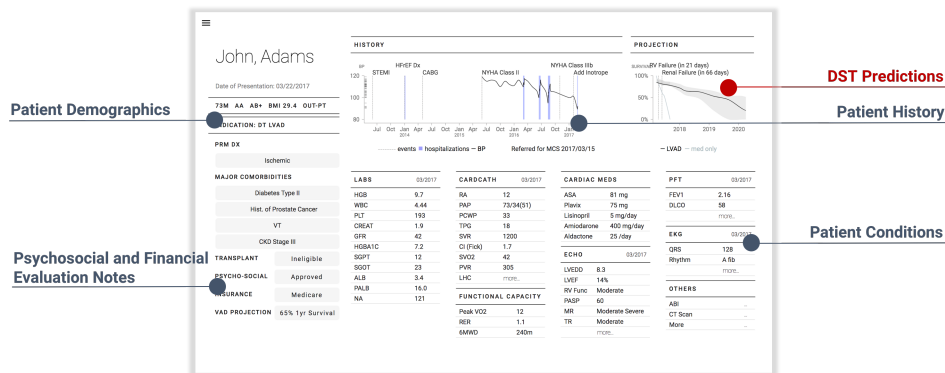 John, Adams
Date of Presentation: 03/22/2017
73M AA AB+ BMI 29.4 OUT-PT
DICATION: DT LVAD
PRM DX
Ischemic
MAJOR COMORBIDITIES
Diabetes Type II
Hist. of Prostate Cancer
VT
CKD Stage III
TRANSPLANT Ineligible
PSYCHO-SOCIAL Approved
INSURANCE Medicare
VAD PROJECTION 65% 1yr Survival
HISTORY
BP
120
100
80
STEMI
HFrEF Dx
CABG
NYHA Class II
NYHA Class IIIb
Add Inotrope
Jul Oct Jan Apr Jul Oct Jan Apr Jul Oct Jan Apr Jul Oct Jan
2014 2015 2016 2017
events hospitalizations BP Referred for MCS 2017/03/15
PROJECTION
SURVIVAL
RV Failure (in 21 days)
Renal Failure (in 66 days)
100%
50%
0%
2018 2019 2020
LVAD med only
LABS 03/2017
HGB 9.7
WBC 4.44
PLT 193
CREAT 1.9
GFR 42
HGBA1C 7.2
SGPT 12
SGOT 23
ALB 3.4
PALB 16.0
NA 121
CARDCATH 03/2017
RA 12
PAP 73/34(51)
PCWP 33
TPG 18
SVR 1200
CI (Fick) 1.7
SVO2 42
PVR 305
LHC more..
FUNCTIONAL CAPACITY
Peak VO2 12
RER 1.1
6MWD 240m
CARDIAC MEDS
ASA 81 mg
Plavix 75 mg
Lisinopril 5 mg/day
Amiodarone 400 mg/day
Aldactone 25 /day
ECHO 03/2017
LVEDD 8.3
LVEF 14%
RV Func Moderate
PASP 60
MR Moderate Severe
TR Moderate
more..
PFT 03/2017
FEV1 2.16
DLCO 58
more..
EKG 03/2017
QRS 128
Rhythm A fib
more..
OTHERS
ABI ..
CT Scan ..
More ..
Patient Demographics
Psychosocial and Financial
Evaluation Notes
DST Predictions
Patient History
Patient Conditions